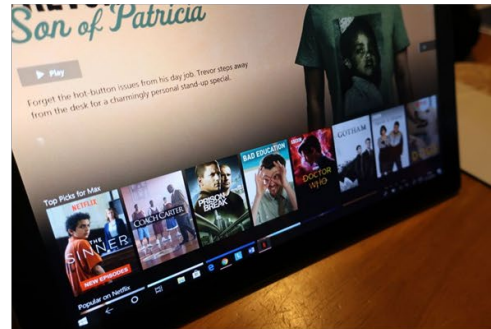 Son of Patricia
Play
Forget the hot-button issues from his day job. Trevor steps away
from the desk for a charmingly personal stand-up special.
Top Picks for Max
NETFLIX
THE
SINNER
NEW EPISODES
COACH CARTER
PRISON
BREAK
BAD EDUCATION
DOCTOR
WHO
GOTHAM
Popular on Netflix